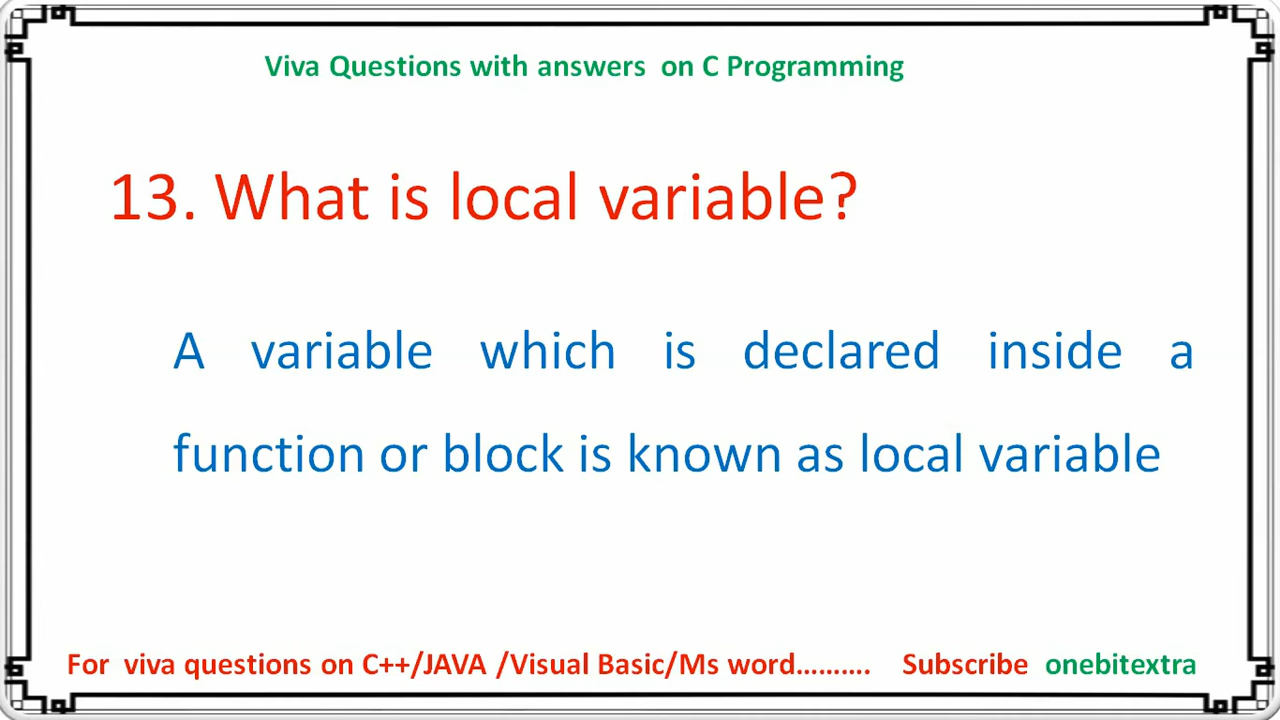 Viva Questions with answers on C Programming
13. What is local variable?
A variable which is declared inside a
function or block is known as local variable
For viva questions on C++/JAVA /Visual Basic/Ms word.......... Subscribe onebitextra